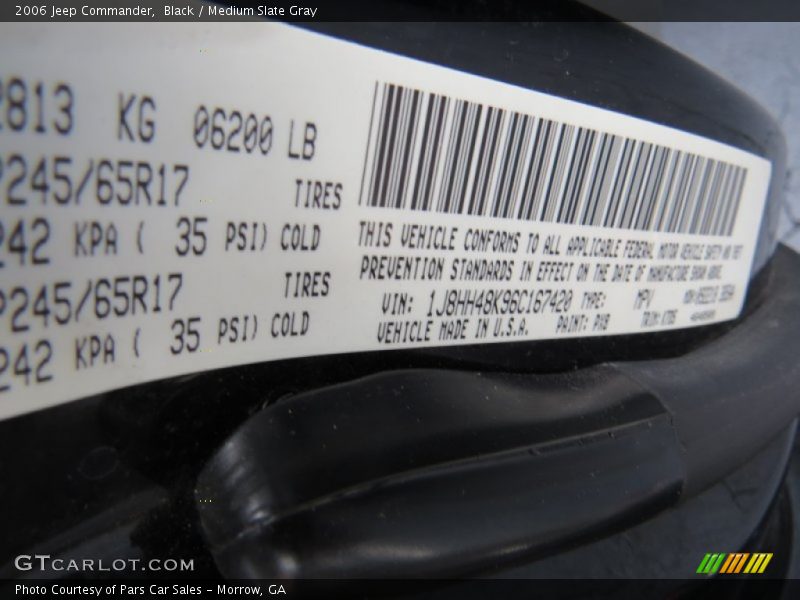 2006 Jeep Commander, Black / Medium Slate Gray
2813 KG 06200 LB
P245/65R17 TIRES
242 KPA ( 35 PSI) COLD
P245/65R17 TIRES
242 KPA ( 35 PSI) COLD
THIS VEHICLE CONFORMS TO ALL APPLICABLE FEDERAL MOTOR VEHICLE SAFETY AND THEFT
PREVENTION STANDARDS IN EFFECT ON THE DATE OF MANUFACTURE SHOWN ABOVE.
VIN: 1J8HH48K96C167420 TYPE: MPV
VEHICLE MADE IN U.S.A. PAINT: PX8 TRIM:
GTCARLOT.COM
Photo Courtesy of Pars Car Sales - Morrow, GA